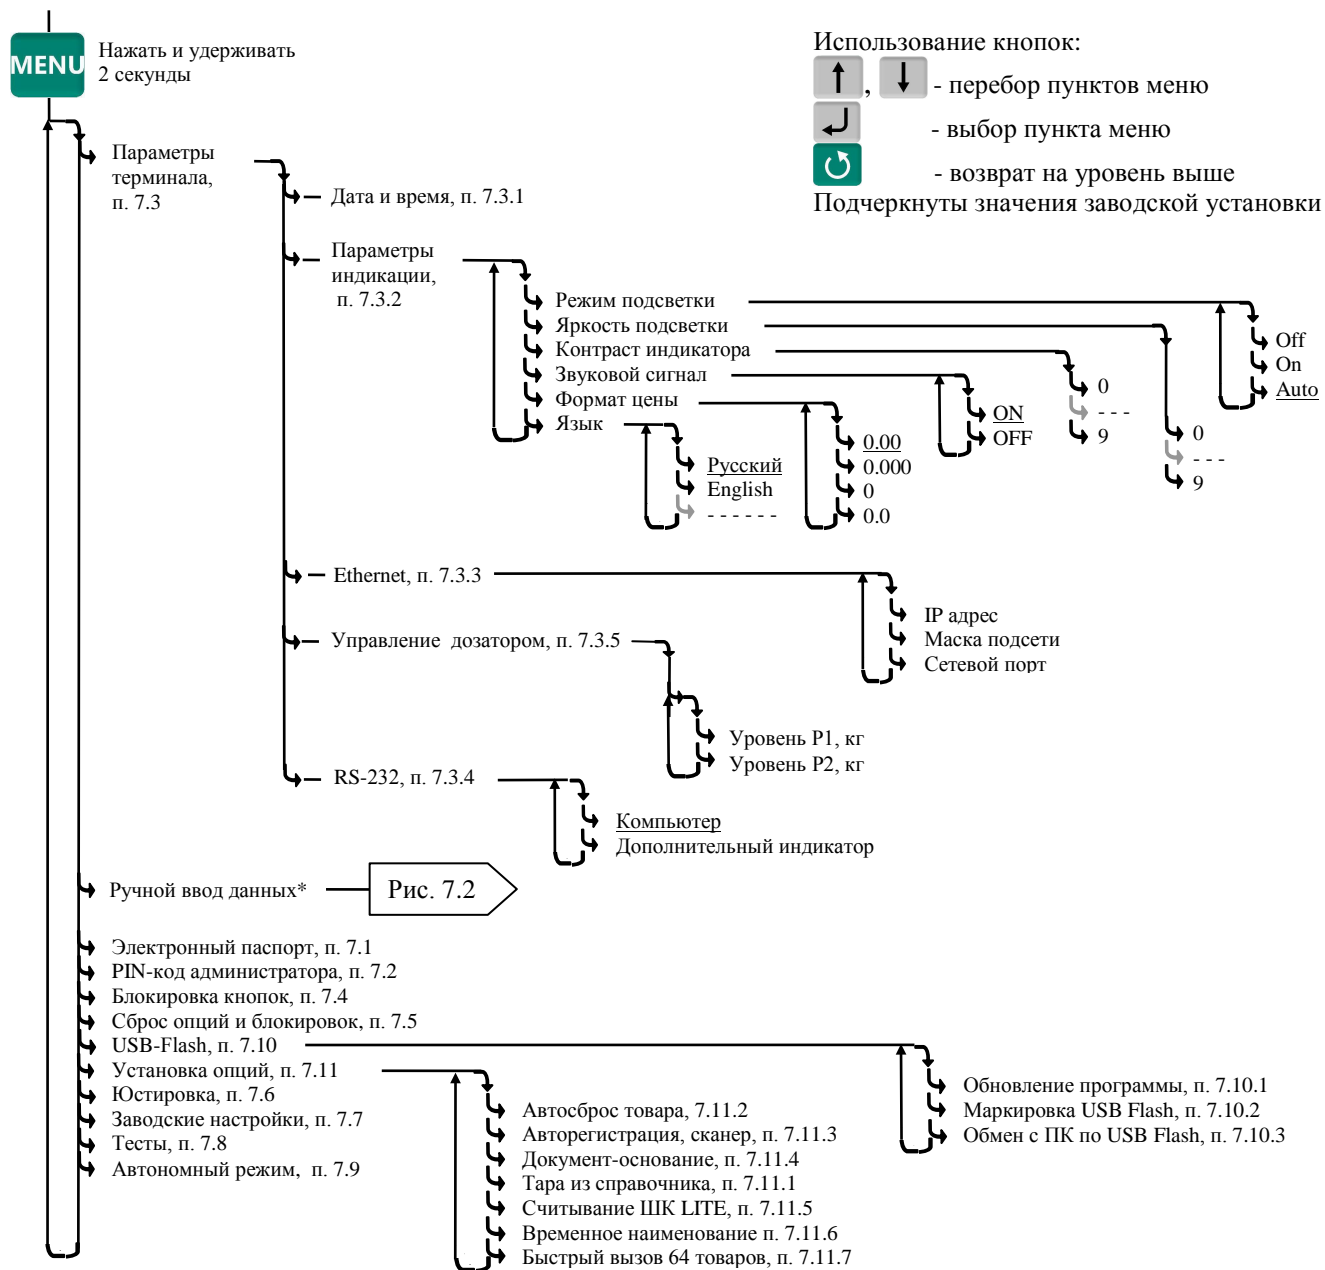 MENU
Нажать и удерживать
2 секунды
Использование кнопок:
, - перебор пунктов меню
- выбор пункта меню
- возврат на уровень выше
Подчеркнуты значения заводской установки
Параметры
терминала,
п. 7.3
Дата и время, п. 7.3.1
Параметры
индикации,
п. 7.3.2
Режим подсветки
Яркость подсветки
Контраст индикатора
Звуковой сигнал
Формат цены
Язык
Off
On
Auto
0
- - -
9
0
- - -
9
ON
OFF
0.00
0.000
0
0.0
Русский
English
- - - - - -
Ethernet, п. 7.3.3
IP адрес
Маска подсети
Сетевой порт
Управление дозатором, п. 7.3.5
Уровень P1, кг
Уровень P2, кг
RS-232, п. 7.3.4
Компьютер
Дополнительный индикатор
Ручной ввод данных*
Рис. 7.2
Электронный паспорт, п. 7.1
PIN-код администратора, п. 7.2
Блокировка кнопок, п. 7.4
Сброс опций и блокировок, п. 7.5
USB-Flash, п. 7.10
Установка опций, п. 7.11
Юстировка, п. 7.6
Заводские настройки, п. 7.7
Тесты, п. 7.8
Автономный режим, п. 7.9
Обновление программы, п. 7.10.1
Маркировка USB Flash, п. 7.10.2
Обмен с ПК по USB Flash, п. 7.10.3
Автосброс товара, 7.11.2
Авторегистрация, сканер, п. 7.11.3
Документ-основание, п. 7.11.4
Тара из справочника, п. 7.11.1
Считывание ШК LITE, п. 7.11.5
Временное наименование п. 7.11.6
Быстрый вызов 64 товаров, п. 7.11.7